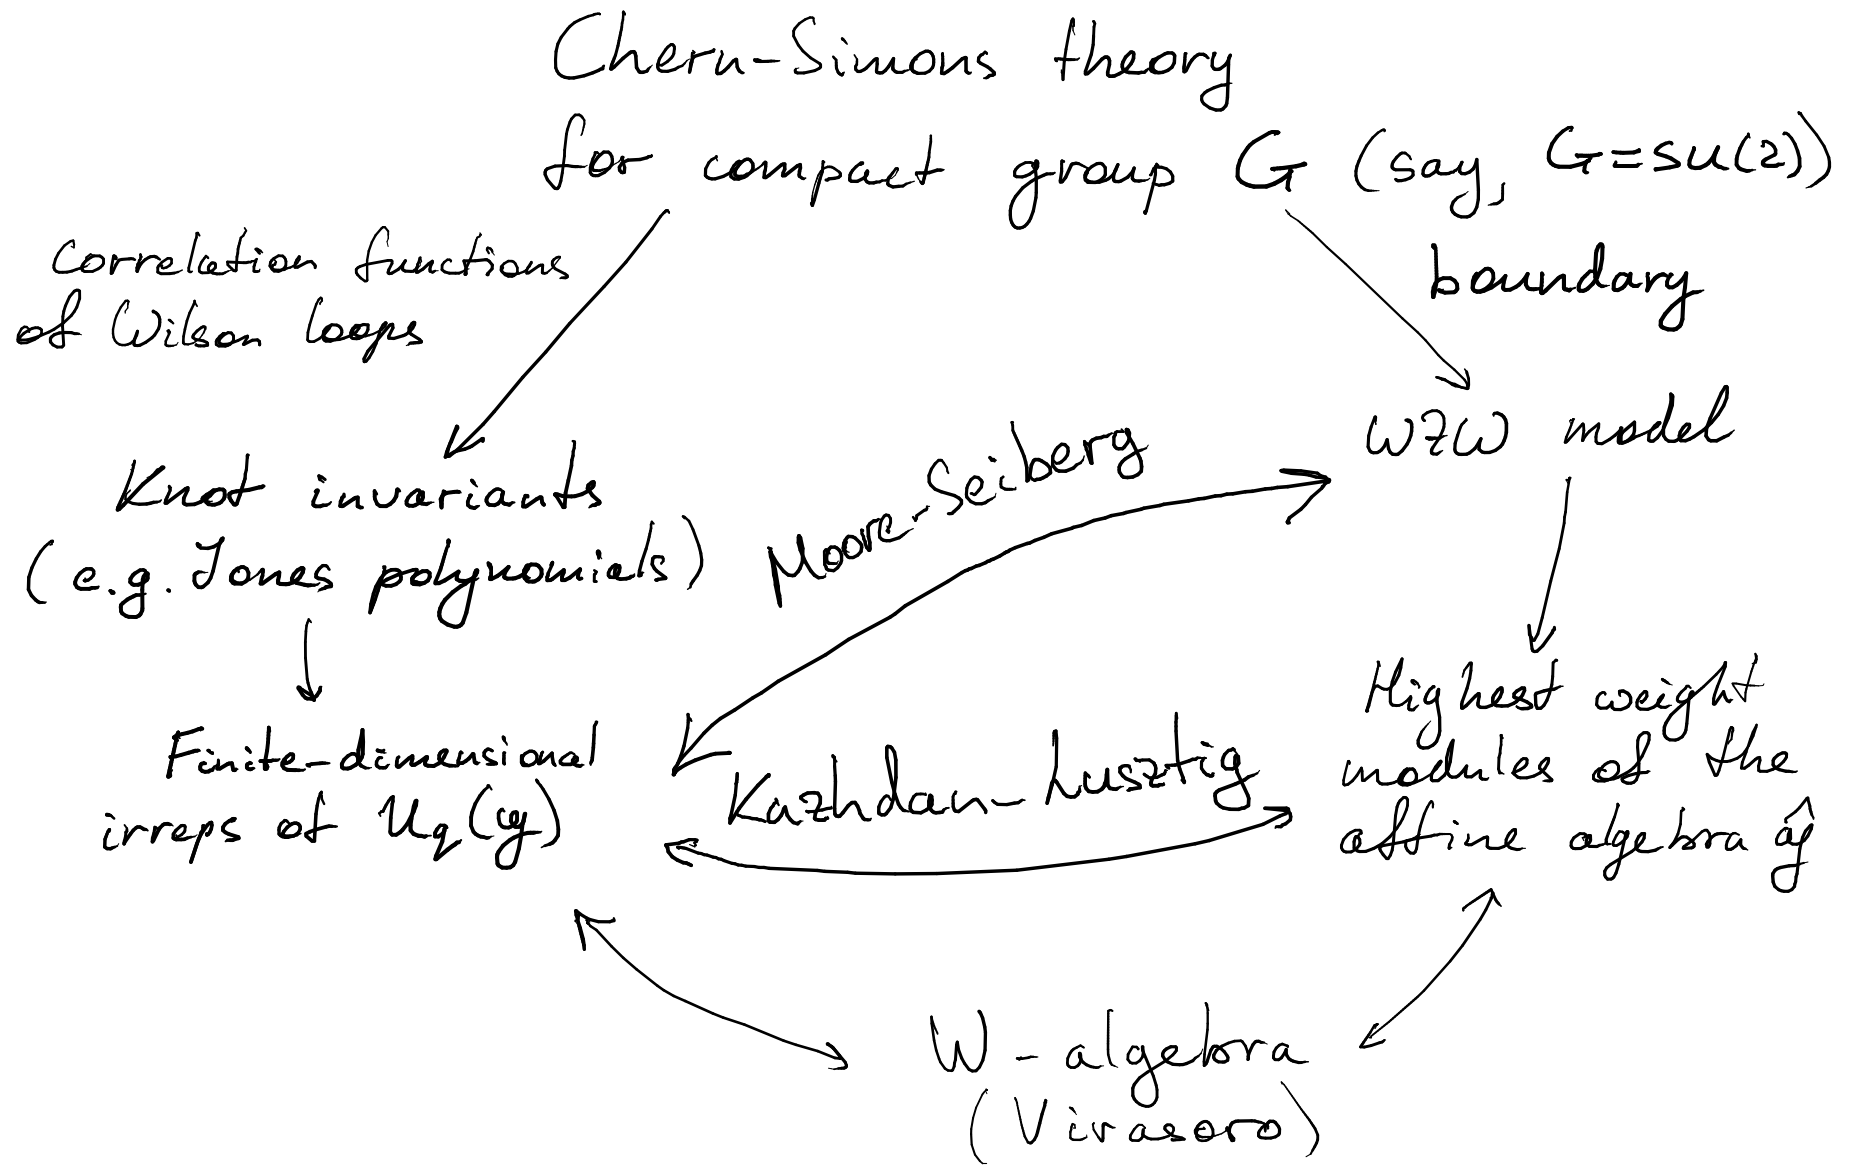 Chern-Simons theory
for compact group G (say, G=SU(2))
Correlation functions
of Wilson loops
boundary
WZW model
Moore-Seiberg
Knot invariants
(e.g. Jones polynomials)
Finite-dimensional
irreps of U_q(𝔤)
Kazhdan-Lusztig
Highest weight
modules of the
affine algebra 𝔤̂
W-algebra
(Virasoro)